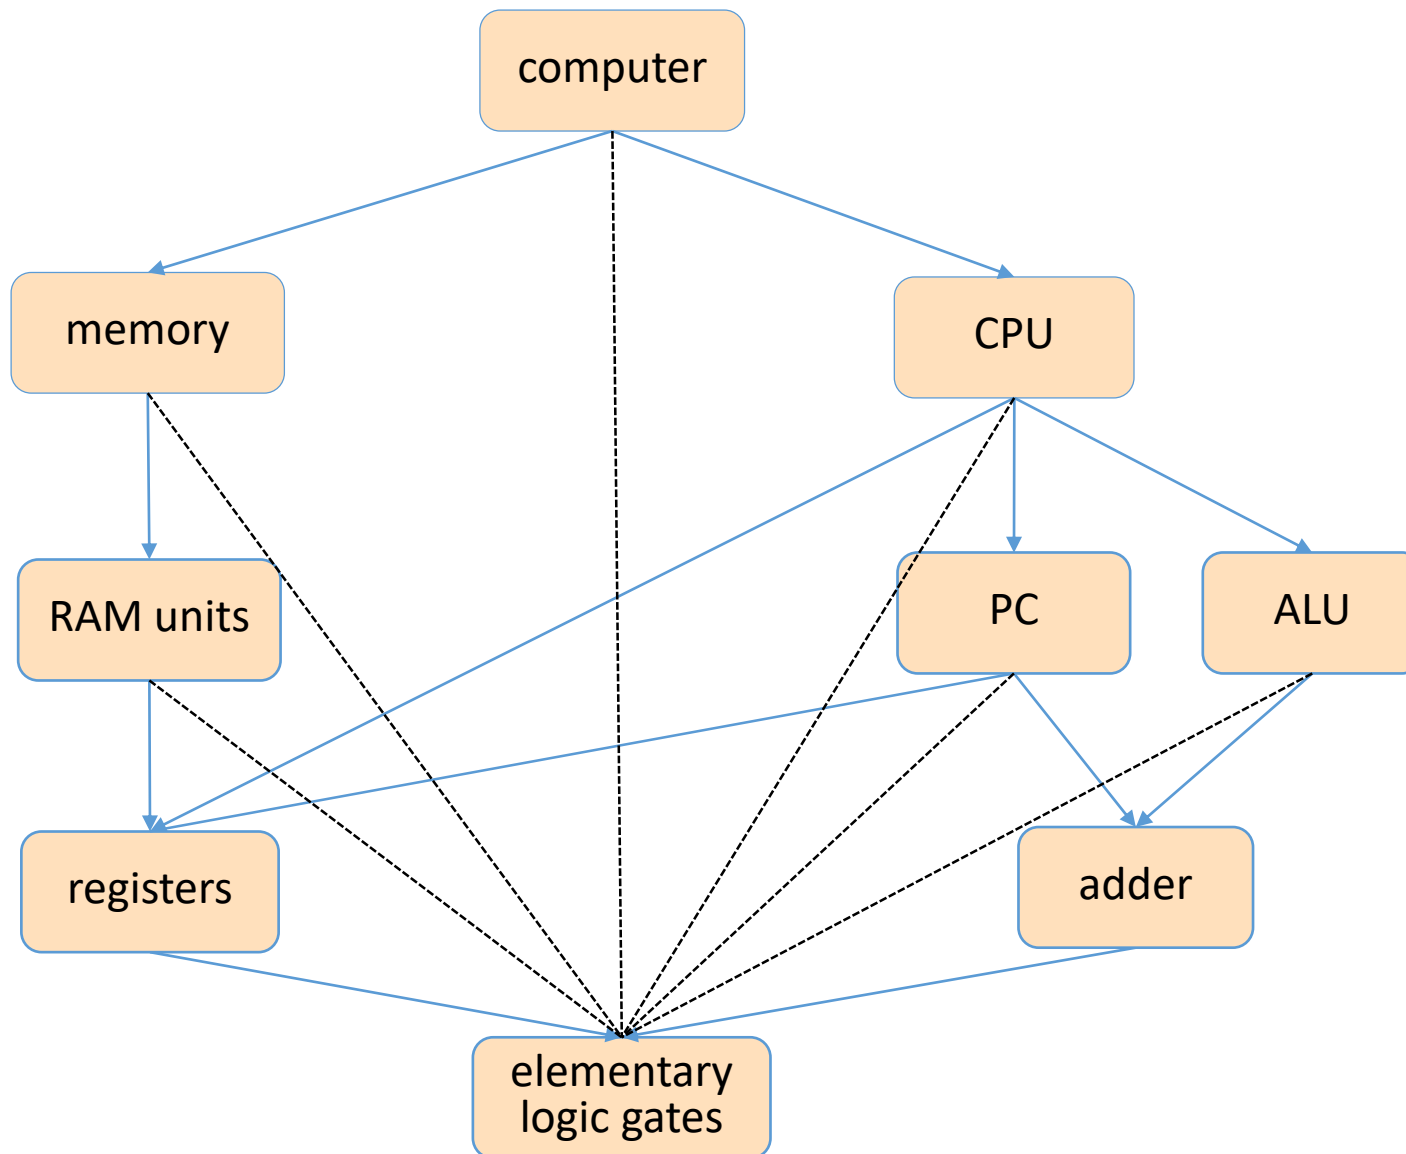 computer
memory
CPU
RAM units
PC
ALU
registers
adder
elementary
logic gates